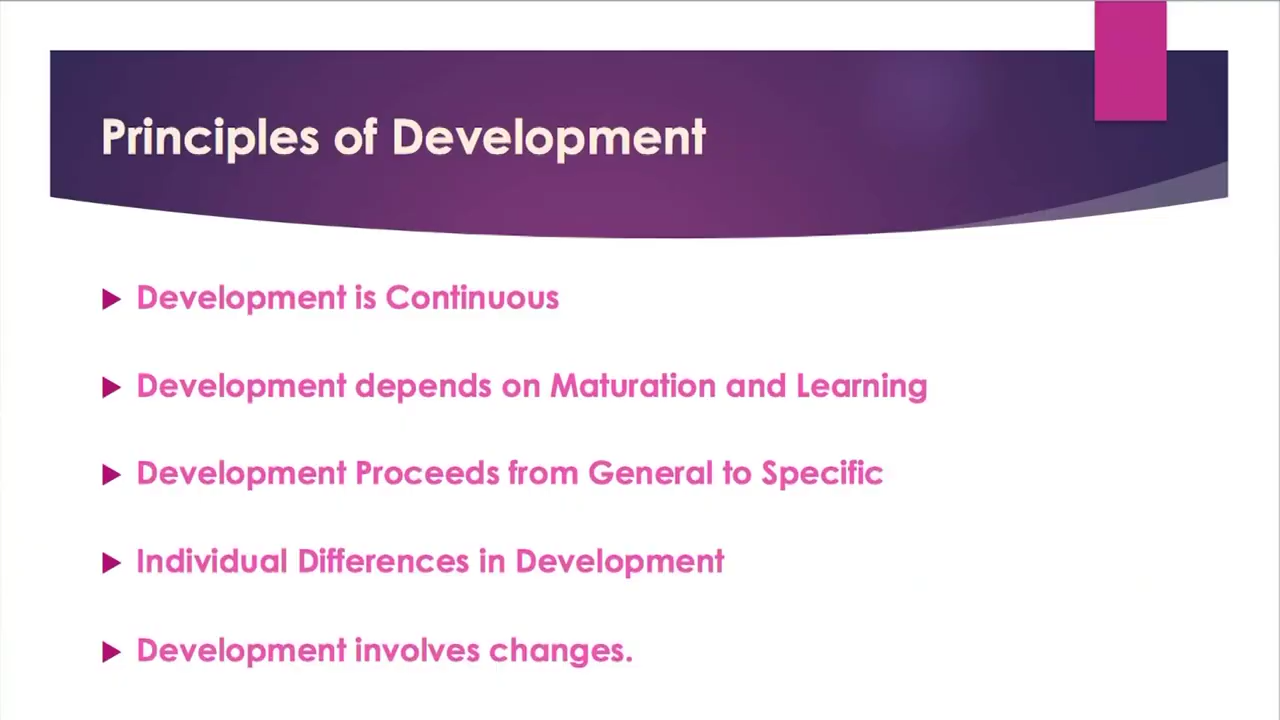 Principles of Development
Development is Continuous
Development depends on Maturation and Learning
Development Proceeds from General to Specific
Individual Differences in Development
Development involves changes.